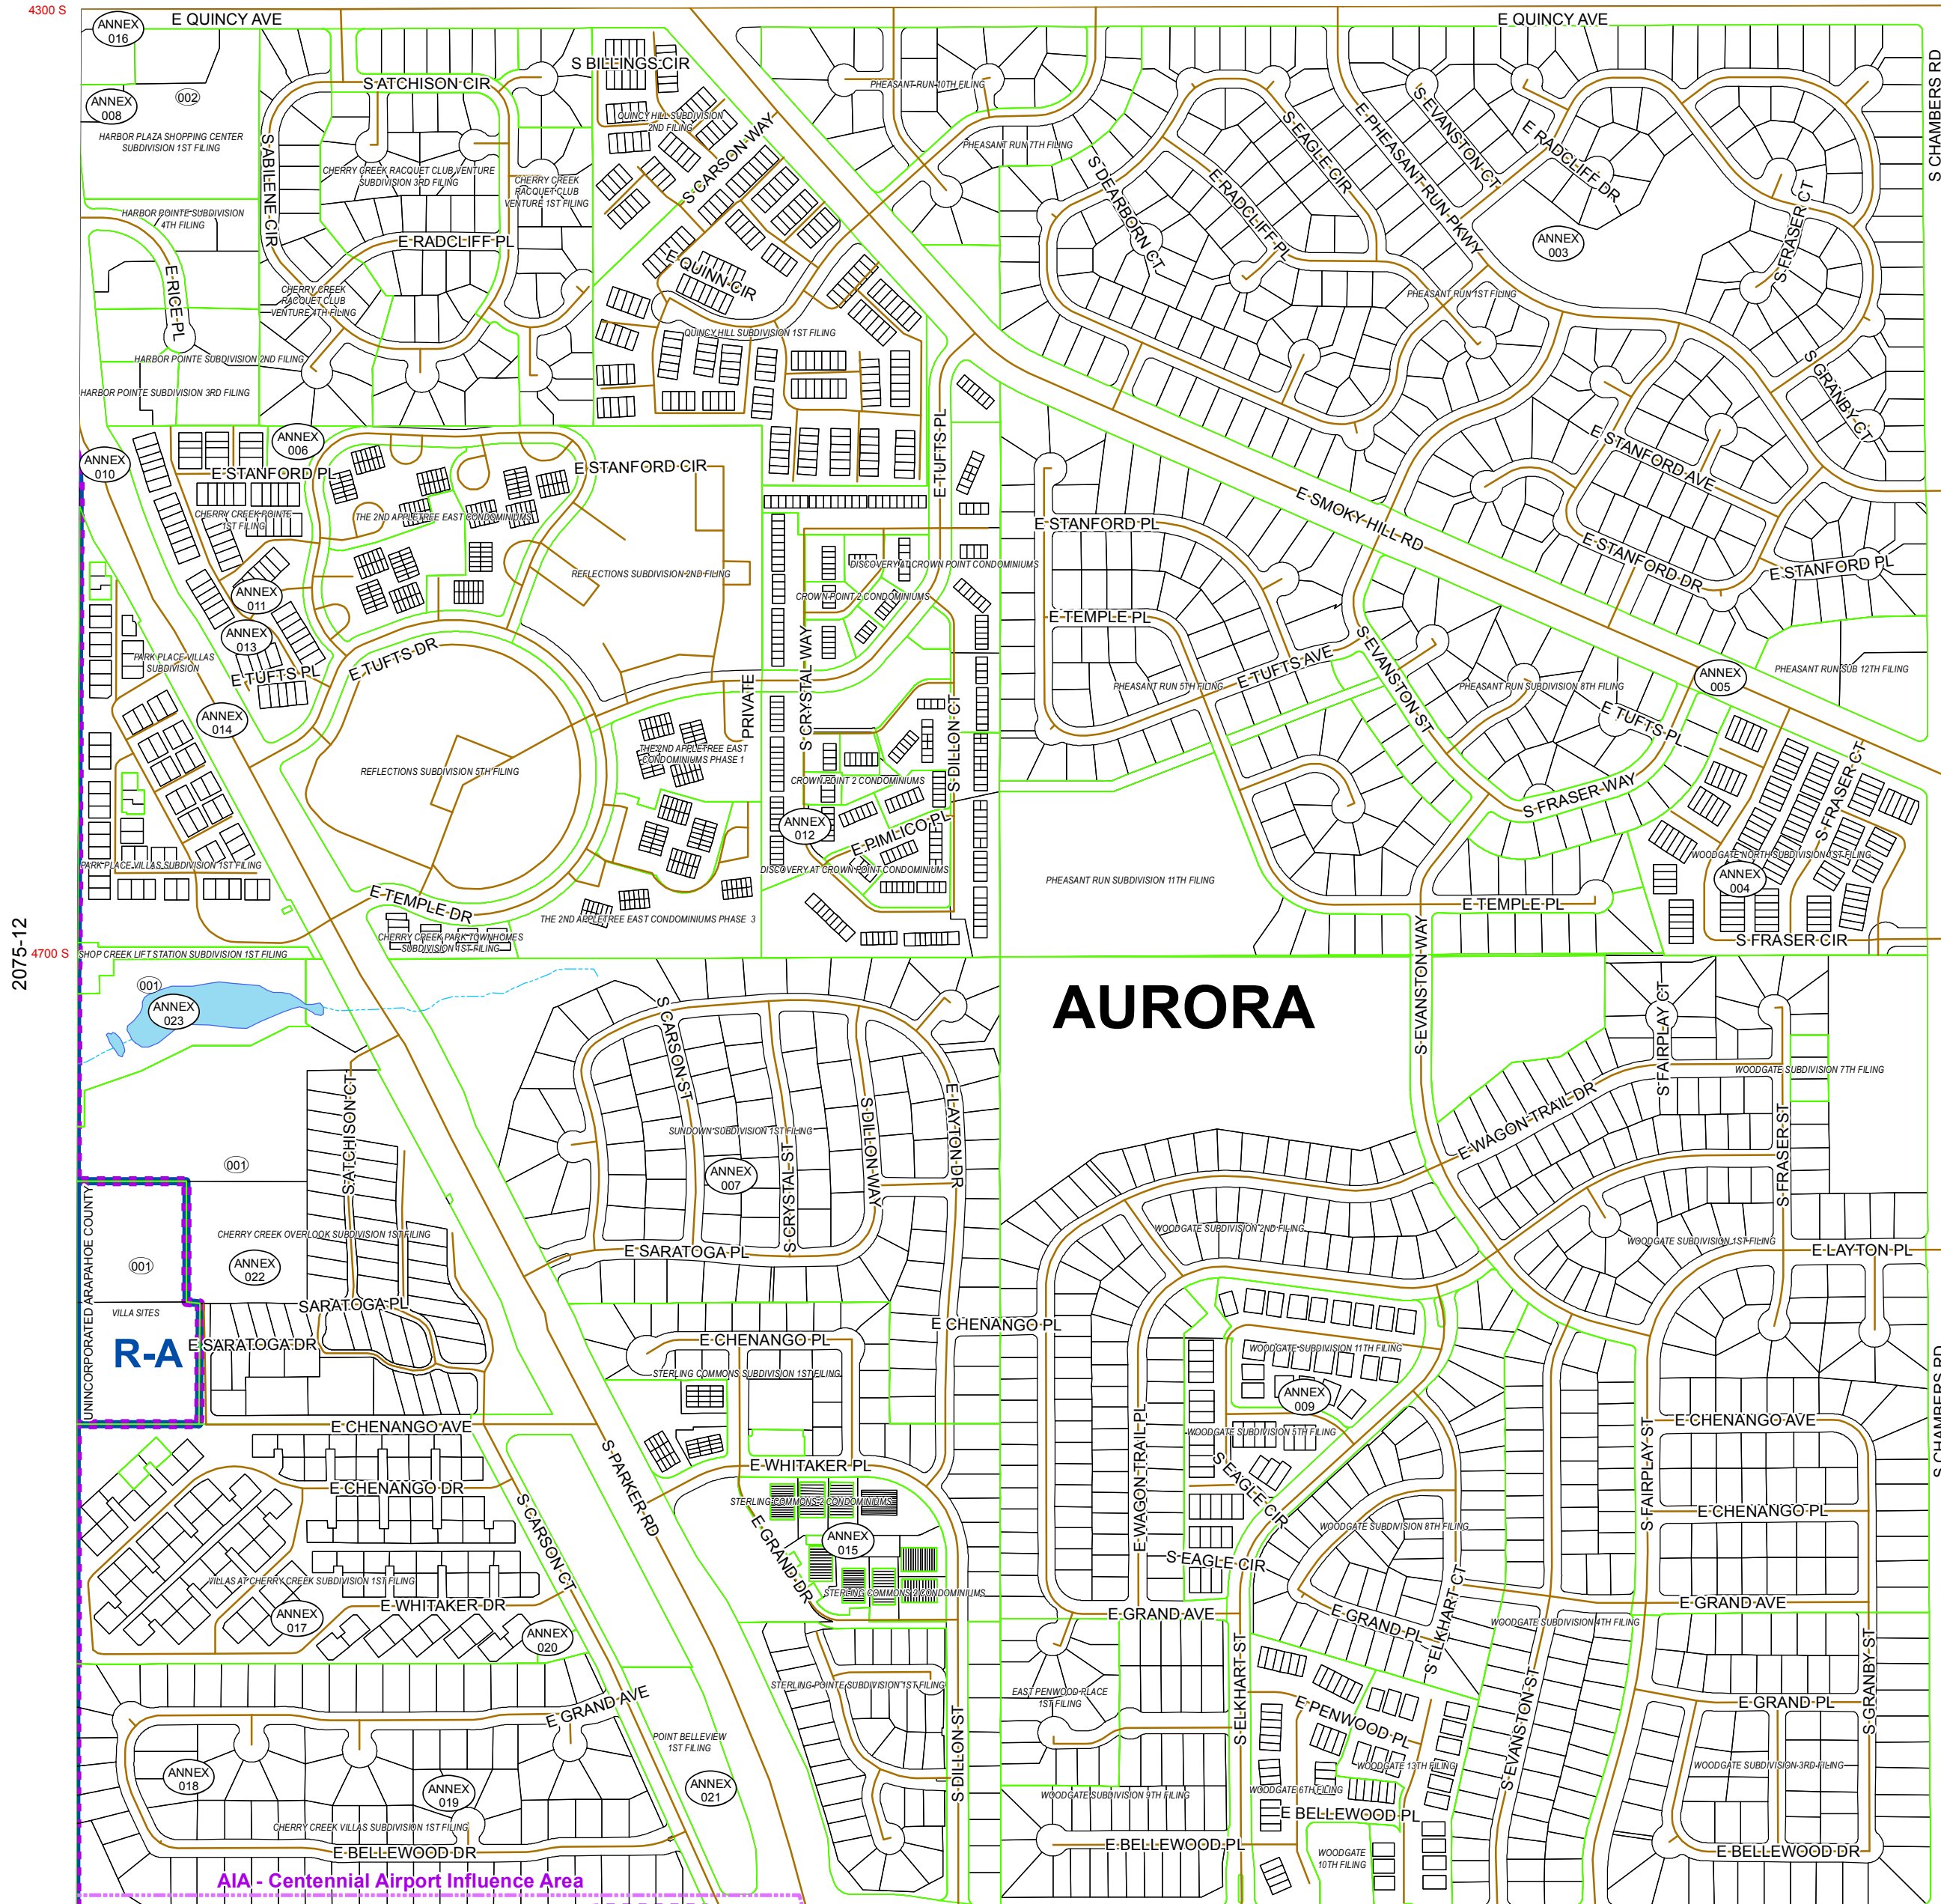 4300 S
E QUINCY AVE
E QUINCY AVE
ANNEX
016
S BILLINGS CIR
S ATCHISON CIR
ANNEX
008
002
HARBOR PLAZA SHOPPING CENTER
SUBDIVISION 1ST FILING
S ABILENE CIR
CHERRY CREEK RACQUET CLUB VENTURE
SUBDIVISION 3RD FILING
CHERRY CREEK
RACQUET CLUB
VENTURE 1ST FILING
QUINCY HILL SUBDIVISION
2ND FILING
S CARSON WAY
PHEASANT RUN 10TH FILING
PHEASANT RUN 7TH FILING
S DEARBORN CT
E RADCLIFF PL
S EAGLE CIR
E PHEASANT RUN PKWY
S EVANSTON CT
E RADCLIFF DR
S FRASER CT
S CHAMBERS RD
ANNEX
003
HARBOR POINTE SUBDIVISION
4TH FILING
E RADCLIFF PL
E RICE PL
CHERRY CREEK
RACQUET CLUB
VENTURE 4TH FILING
E QUINN CIR
QUINCY HILL SUBDIVISION 1ST FILING
PHEASANT RUN 1ST FILING
HARBOR POINTE SUBDIVISION 2ND FILING
HARBOR POINTE SUBDIVISION 3RD FILING
S GRANBY CT
ANNEX
010
ANNEX
006
E STANFORD PL
E STANFORD CIR
E TUFTS PL
E STANFORD AVE
E SMOKY HILL RD
CHERRY CREEK POINTE
1ST FILING
THE 2ND APPLETREE EAST CONDOMINIUMS
E STANFORD PL
E STANFORD DR
E STANFORD PL
REFLECTIONS SUBDIVISION 2ND FILING
DISCOVERY AT CROWN POINT CONDOMINIUMS
CROWN POINT 2 CONDOMINIUMS
ANNEX
011
ANNEX
013
E TEMPLE PL
PARK PLACE VILLAS
SUBDIVISION
E TUFTS PL
E TUFTS DR
S CRYSTAL WAY
E TUFTS AVE
S EVANSTON ST
PHEASANT RUN 5TH FILING
PHEASANT RUN SUBDIVISION 8TH FILING
ANNEX
005
PHEASANT RUN SUB 12TH FILING
ANNEX
014
PRIVATE
S DILLON CT
E TUFTS PL
THE 2ND APPLETREE EAST
CONDOMINIUMS PHASE 1
REFLECTIONS SUBDIVISION 5TH FILING
CROWN POINT 2 CONDOMINIUMS
S FRASER WAY
S FRASER CT
ANNEX
012
E PIMLICO PL
PARK PLACE VILLAS SUBDIVISION 1ST FILING
DISCOVERY AT CROWN POINT CONDOMINIUMS
PHEASANT RUN SUBDIVISION 11TH FILING
WOODGATE NORTH SUBDIVISION 1ST FILING
ANNEX
004
E TEMPLE DR
E TEMPLE PL
THE 2ND APPLETREE EAST CONDOMINIUMS PHASE 3
CHERRY CREEK PARK TOWNHOMES
SUBDIVISION 1ST FILING
S FRASER CIR
2075-12
4700 S
SHOP CREEK LIFT STATION SUBDIVISION 1ST FILING
001
ANNEX
023
AURORA
S EVANSTON WAY
S FAIRPLAY CT
S CARSON ST
S ATCHISON CT
WOODGATE SUBDIVISION 7TH FILING
E WAGON TRAIL DR
S DILLON WAY
E LAYTON DR
SUNDOWN SUBDIVISION 1ST FILING
S CRYSTAL ST
ANNEX
007
S FRASER ST
001
UNINCORPORATED ARAPAHOE COUNTY
CHERRY CREEK OVERLOOK SUBDIVISION 1ST FILING
E SARATOGA PL
WOODGATE SUBDIVISION 2ND FILING
WOODGATE SUBDIVISION 1ST FILING
E LAYTON PL
001
ANNEX
022
VILLA SITES
R-A
SARATOGA PL
E SARATOGA DR
E CHENANGO PL
E CHENANGO PL
STERLING COMMONS SUBDIVISION 1ST FILING
WOODGATE SUBDIVISION 11TH FILING
ANNEX
009
S CHAMBERS RD
E CHENANGO AVE
E CHENANGO AVE
WOODGATE SUBDIVISION 5TH FILING
E WAGON TRAIL PL
S FAIRPLAY ST
S PARKER RD
E WHITAKER PL
S EAGLE CIR
E CHENANGO DR
S CARSON CT
STERLING COMMONS 2 CONDOMINIUMS
E CHENANGO PL
WOODGATE SUBDIVISION 8TH FILING
E GRAND DR
ANNEX
015
S EAGLE CIR
VILLAS AT CHERRY CREEK SUBDIVISION 1ST FILING
STERLING COMMONS 2 CONDOMINIUMS
E WHITAKER DR
ANNEX
017
ANNEX
020
E GRAND AVE
E GRAND PL
S ELKHART CT
WOODGATE SUBDIVISION 4TH FILING
E GRAND AVE
S ELKHART ST
S GRANBY ST
STERLING POINTE SUBDIVISION 1ST FILING
EAST PENWOOD PLACE
1ST FILING
E PENWOOD PL
S EVANSTON ST
E GRAND PL
E GRAND AVE
POINT BELLEVIEW
1ST FILING
S DILLON ST
ANNEX
018
ANNEX
019
ANNEX
021
WOODGATE 13TH FILING
WOODGATE SUBDIVISION 3RD FILING
WOODGATE SUBDIVISION 9TH FILING
WOODGATE 6TH FILING
CHERRY CREEK VILLAS SUBDIVISION 1ST FILING
E BELLEWOOD PL
E BELLEWOOD DR
E BELLEWOOD PL
WOODGATE
10TH FILING
E BELLEWOOD DR
AIA - Centennial Airport Influence Area